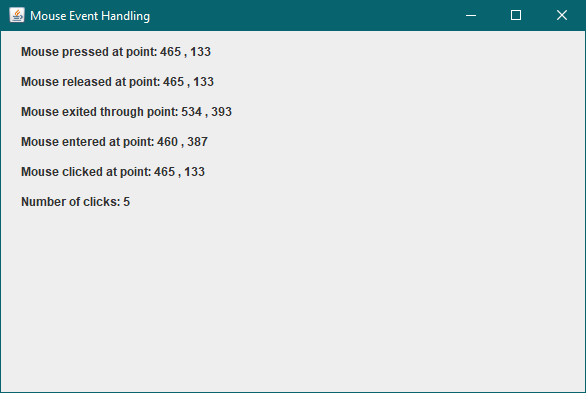 Mouse Event Handling
Mouse pressed at point: 465 , 133
Mouse released at point: 465 , 133
Mouse exited through point: 534 , 393
Mouse entered at point: 460 , 387
Mouse clicked at point: 465 , 133
Number of clicks: 5